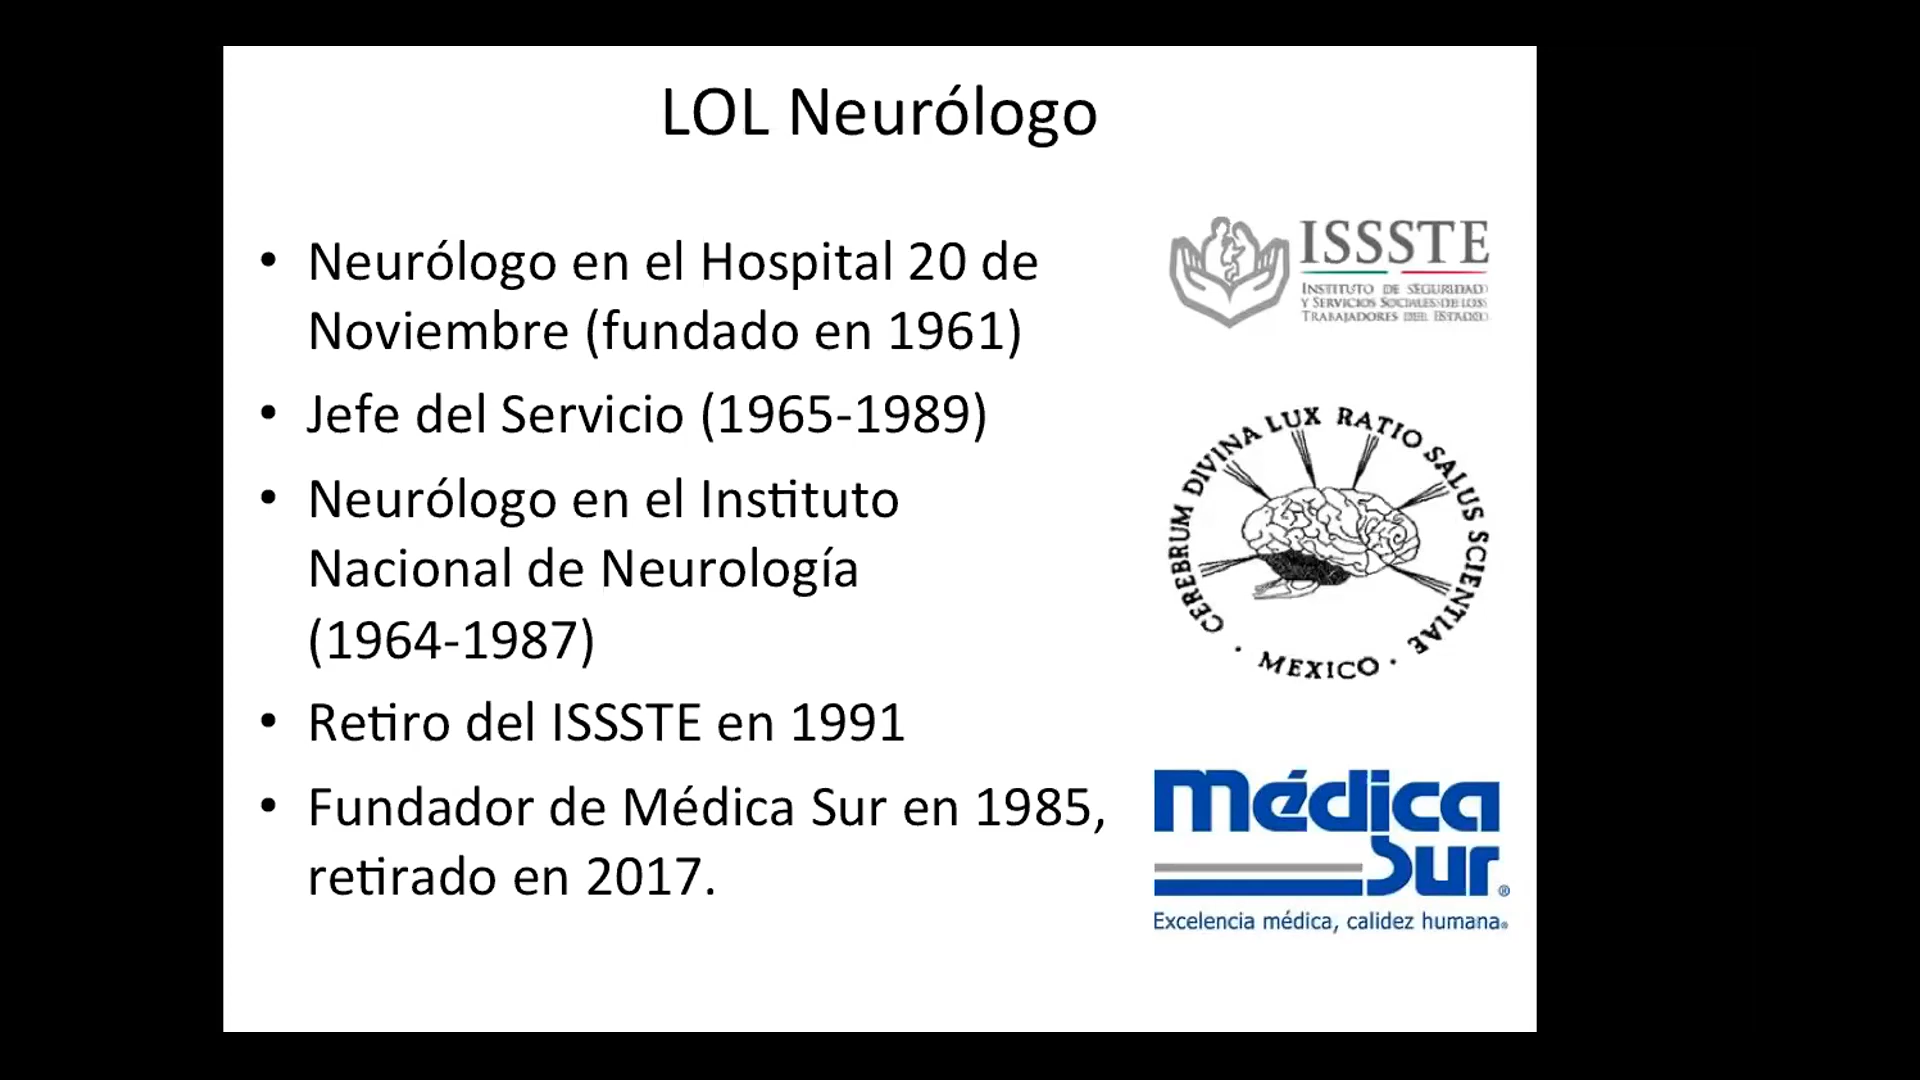 LOL Neurólogo
• Neurólogo en el Hospital 20 de
Noviembre (fundado en 1961)
• Jefe del Servicio (1965-1989)
• Neurólogo en el Instituto
Nacional de Neurología
(1964-1987)
• Retiro del ISSSTE en 1991
• Fundador de Médica Sur en 1985,
retirado en 2017.
ISSSTE
INSTITUTO DE SEGURIDAD
Y SERVICIOS SOCIALES DE LOS
TRABAJADORES DEL ESTADO
CEREBRUM DIVINA LUX RATIO SALUS SCIENTIAE
· MEXICO ·
médica
sur®
Excelencia médica, calidez humana®